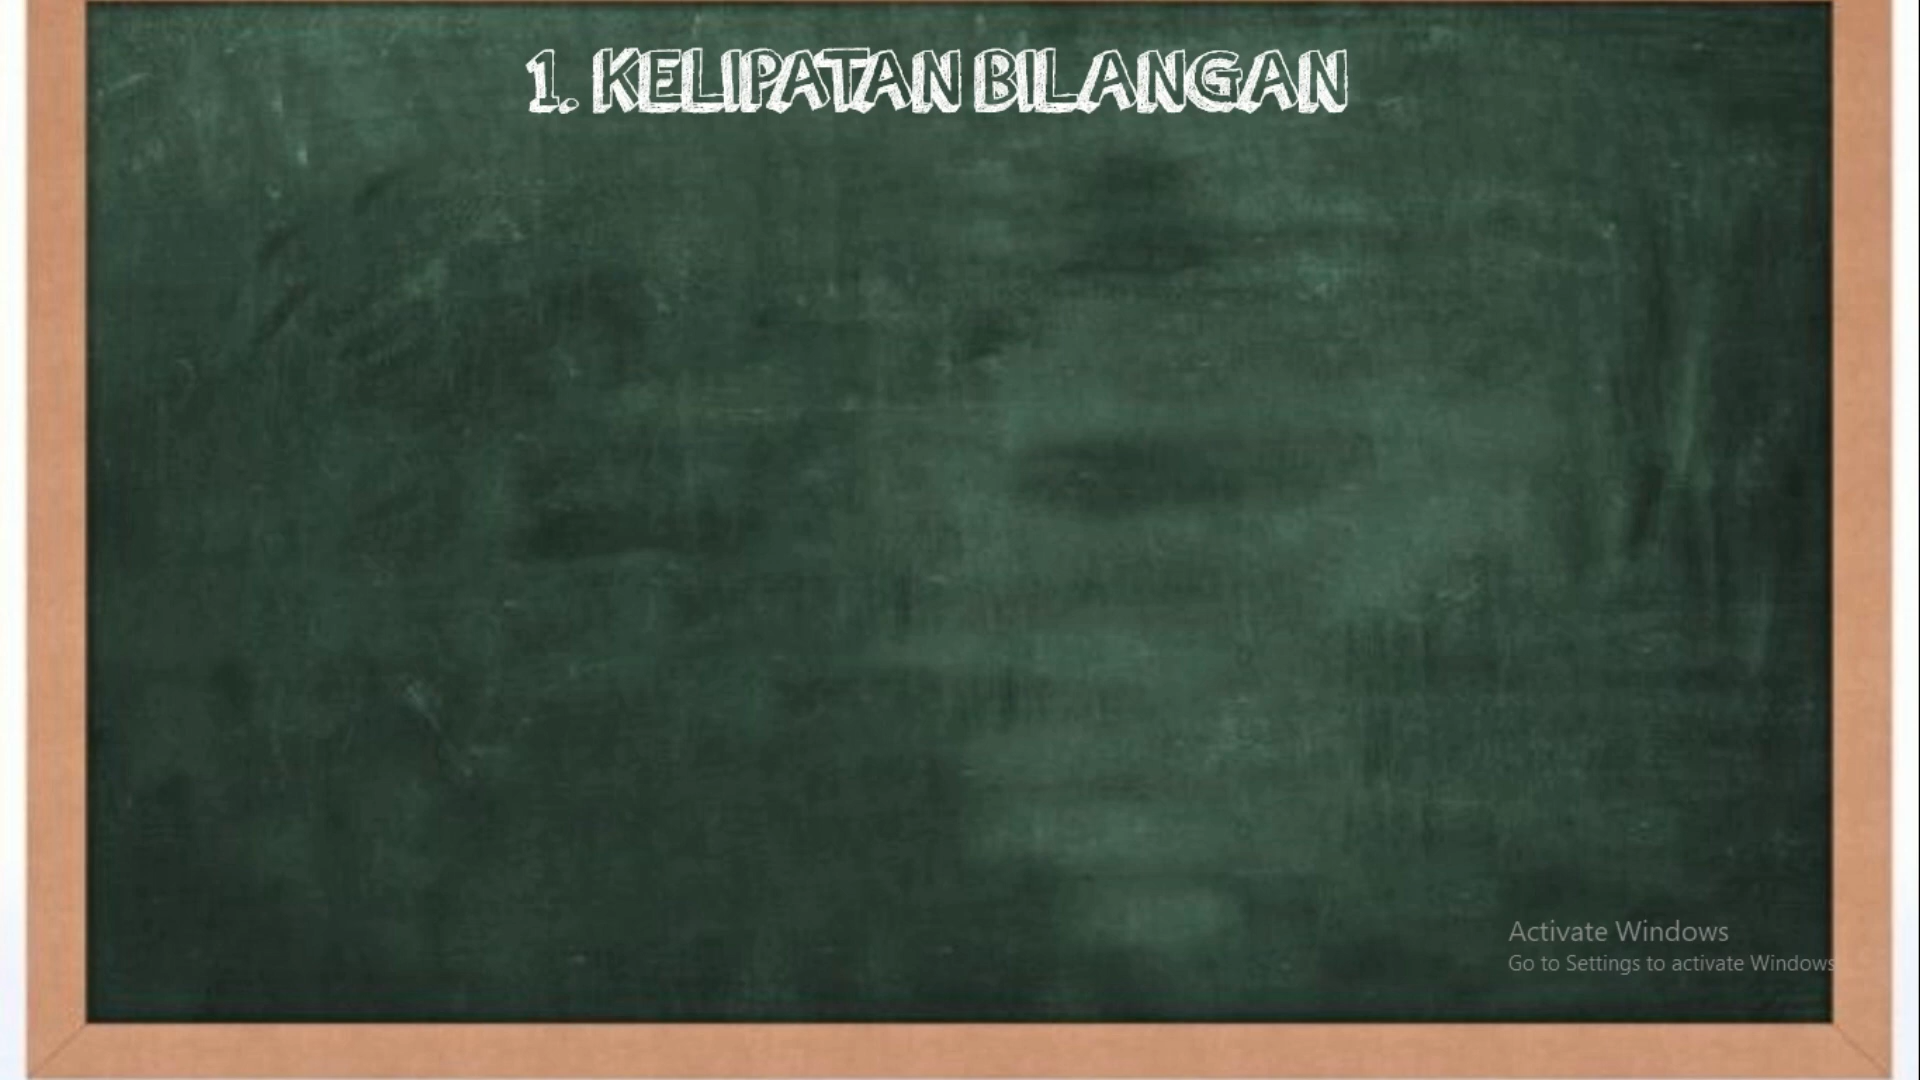 1. KELIPATAN BILANGAN
Activate Windows
Go to Settings to activate Windows